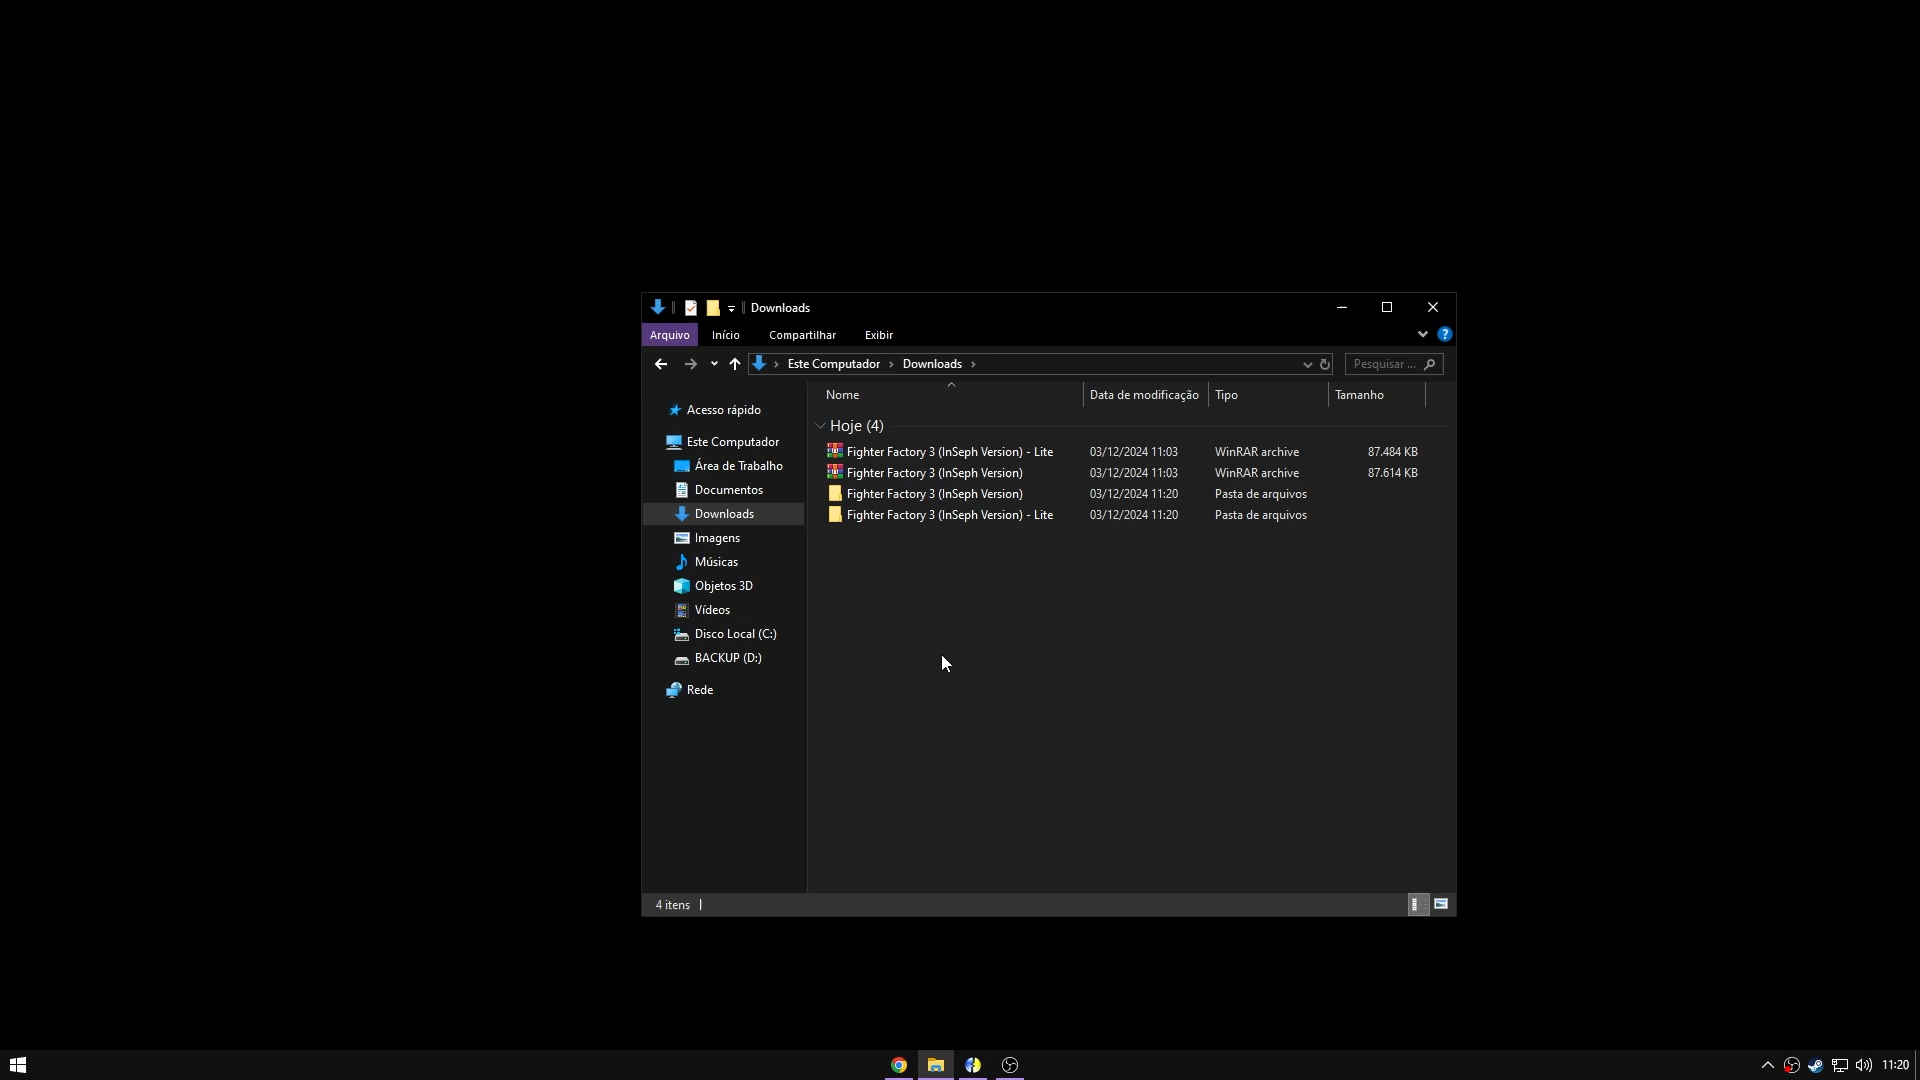 Downloads
Arquivo Início Compartilhar Exibir
Este Computador Downloads Pesquisar ...
Nome Data de modificação Tipo Tamanho
Hoje (4)
Fighter Factory 3 (InSeph Version) - Lite 03/12/2024 11:03 WinRAR archive 87.484 KB
Fighter Factory 3 (InSeph Version) 03/12/2024 11:03 WinRAR archive 87.614 KB
Fighter Factory 3 (InSeph Version) 03/12/2024 11:20 Pasta de arquivos
Fighter Factory 3 (InSeph Version) - Lite 03/12/2024 11:20 Pasta de arquivos
Acesso rápido
Este Computador
Área de Trabalho
Documentos
Downloads
Imagens
Músicas
Objetos 3D
Vídeos
Disco Local (C:)
BACKUP (D:)
Rede
4 itens
11:20